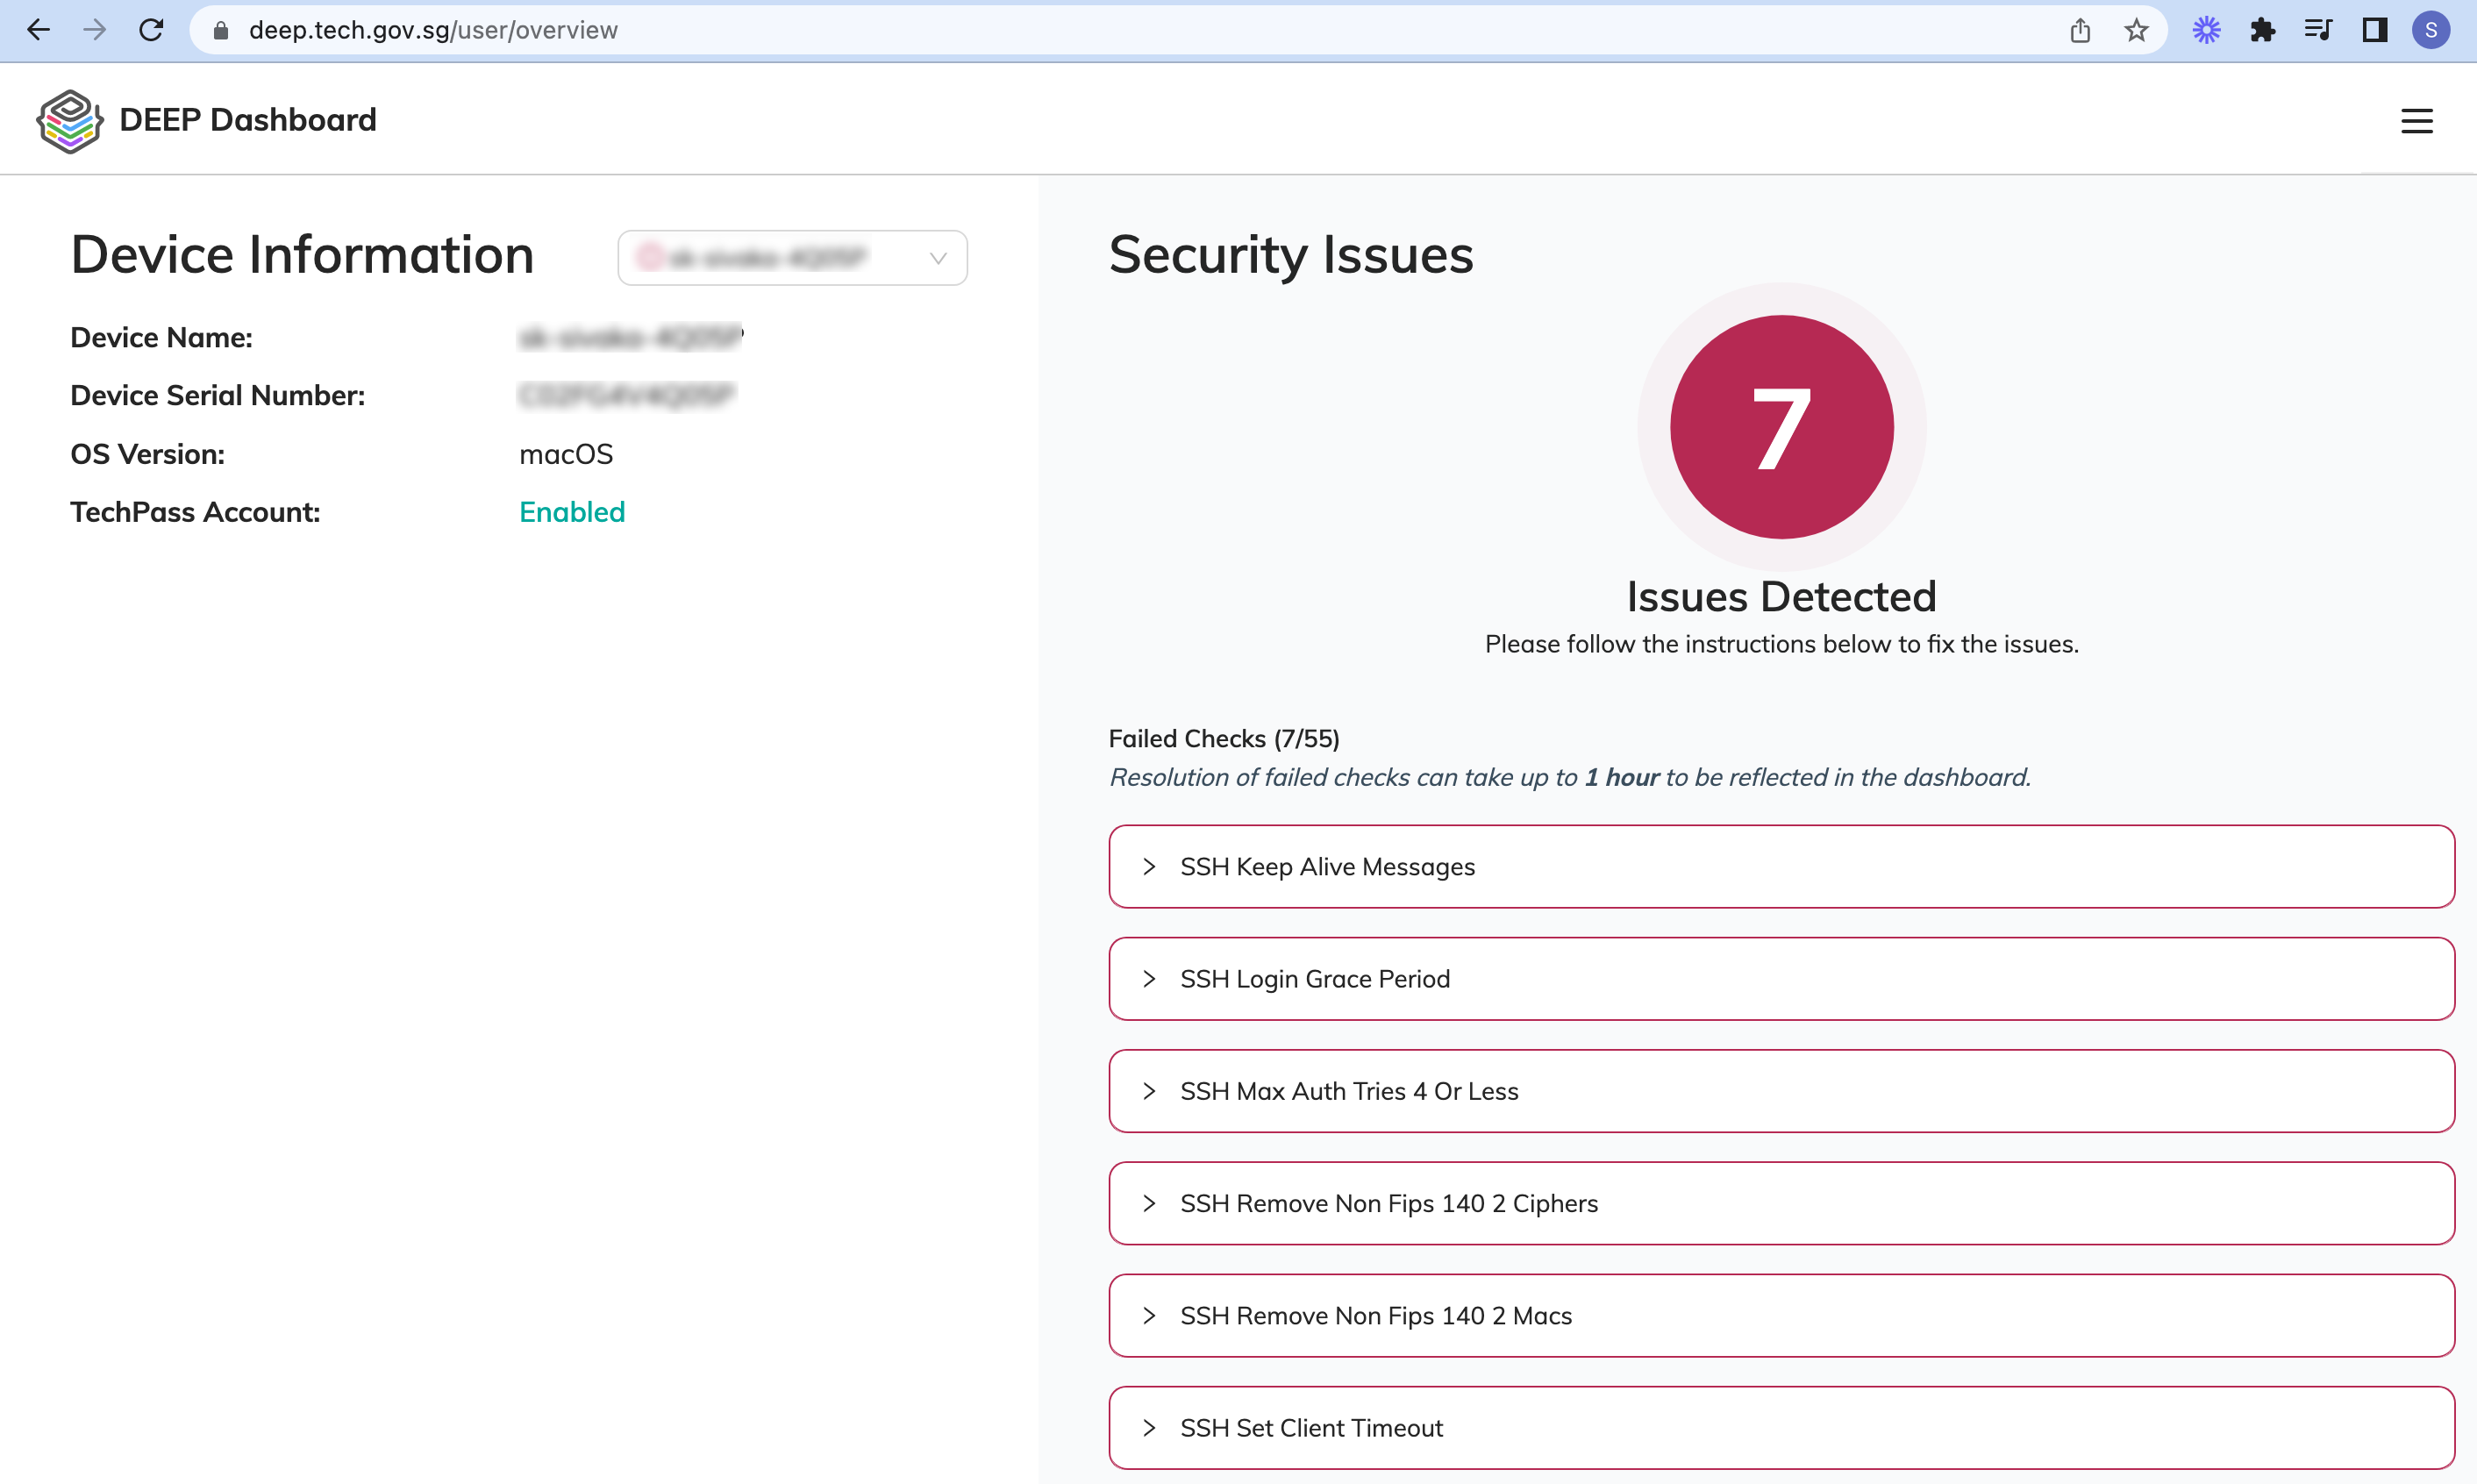 deep.tech.gov.sg/user/overview
S
DEEP Dashboard
Device Information
Device Name:
Device Serial Number:
OS Version: macOS
TechPass Account: Enabled
Security Issues
7
Issues Detected
Please follow the instructions below to fix the issues.
Failed Checks (7/55)
Resolution of failed checks can take up to 1 hour to be reflected in the dashboard.
SSH Keep Alive Messages
SSH Login Grace Period
SSH Max Auth Tries 4 Or Less
SSH Remove Non Fips 140 2 Ciphers
SSH Remove Non Fips 140 2 Macs
SSH Set Client Timeout